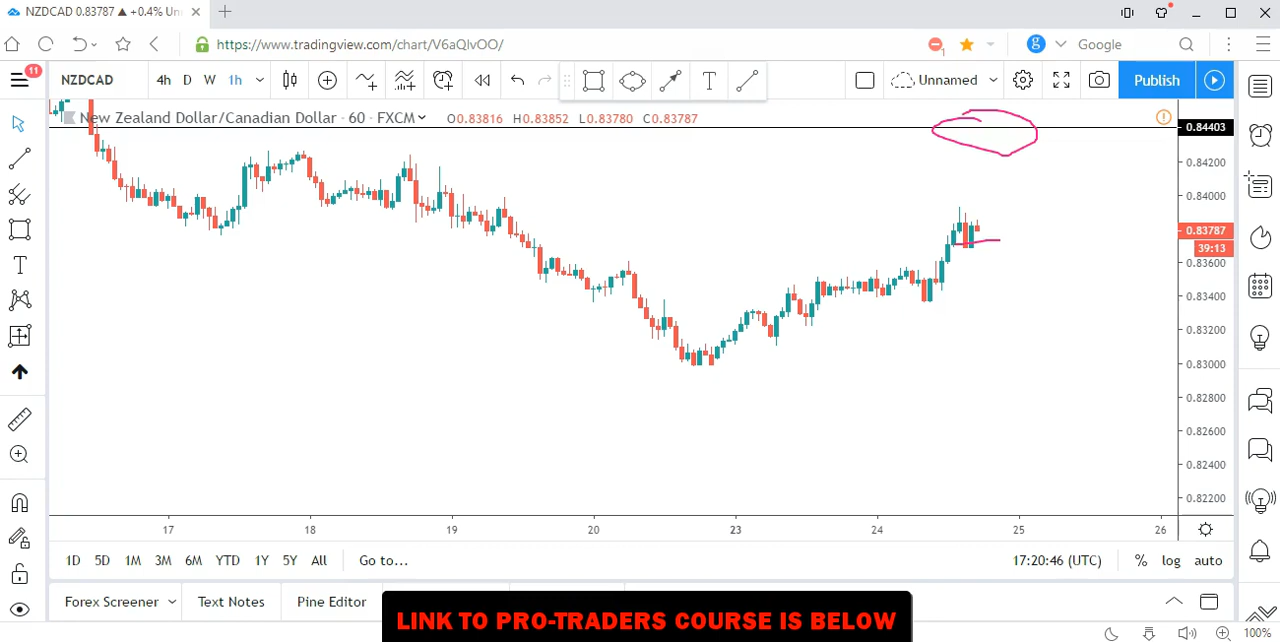 NZDCAD 0.83787 ▲ +0.4% Un
https://www.tradingview.com/chart/V6aQlvOO/
1
g
Google
11
NZDCAD
4h D W 1h
T
Unnamed
Publish
New Zealand Dollar/Canadian Dollar · 60 · FXCM
O0.83816 H0.83852 L0.83780 C0.83787
0.84403
0.84200
0.84000
0.83787
39:13
0.83600
0.83400
0.83200
0.83000
0.82800
0.82600
0.82400
0.82200
T
17 18 19 20 23 24 25 26
1D 5D 1M 3M 6M YTD 1Y 5Y All Go to...
17:20:46 (UTC) % log auto
Forex Screener Text Notes Pine Editor
LINK TO PRO-TRADERS COURSE IS BELOW
100%